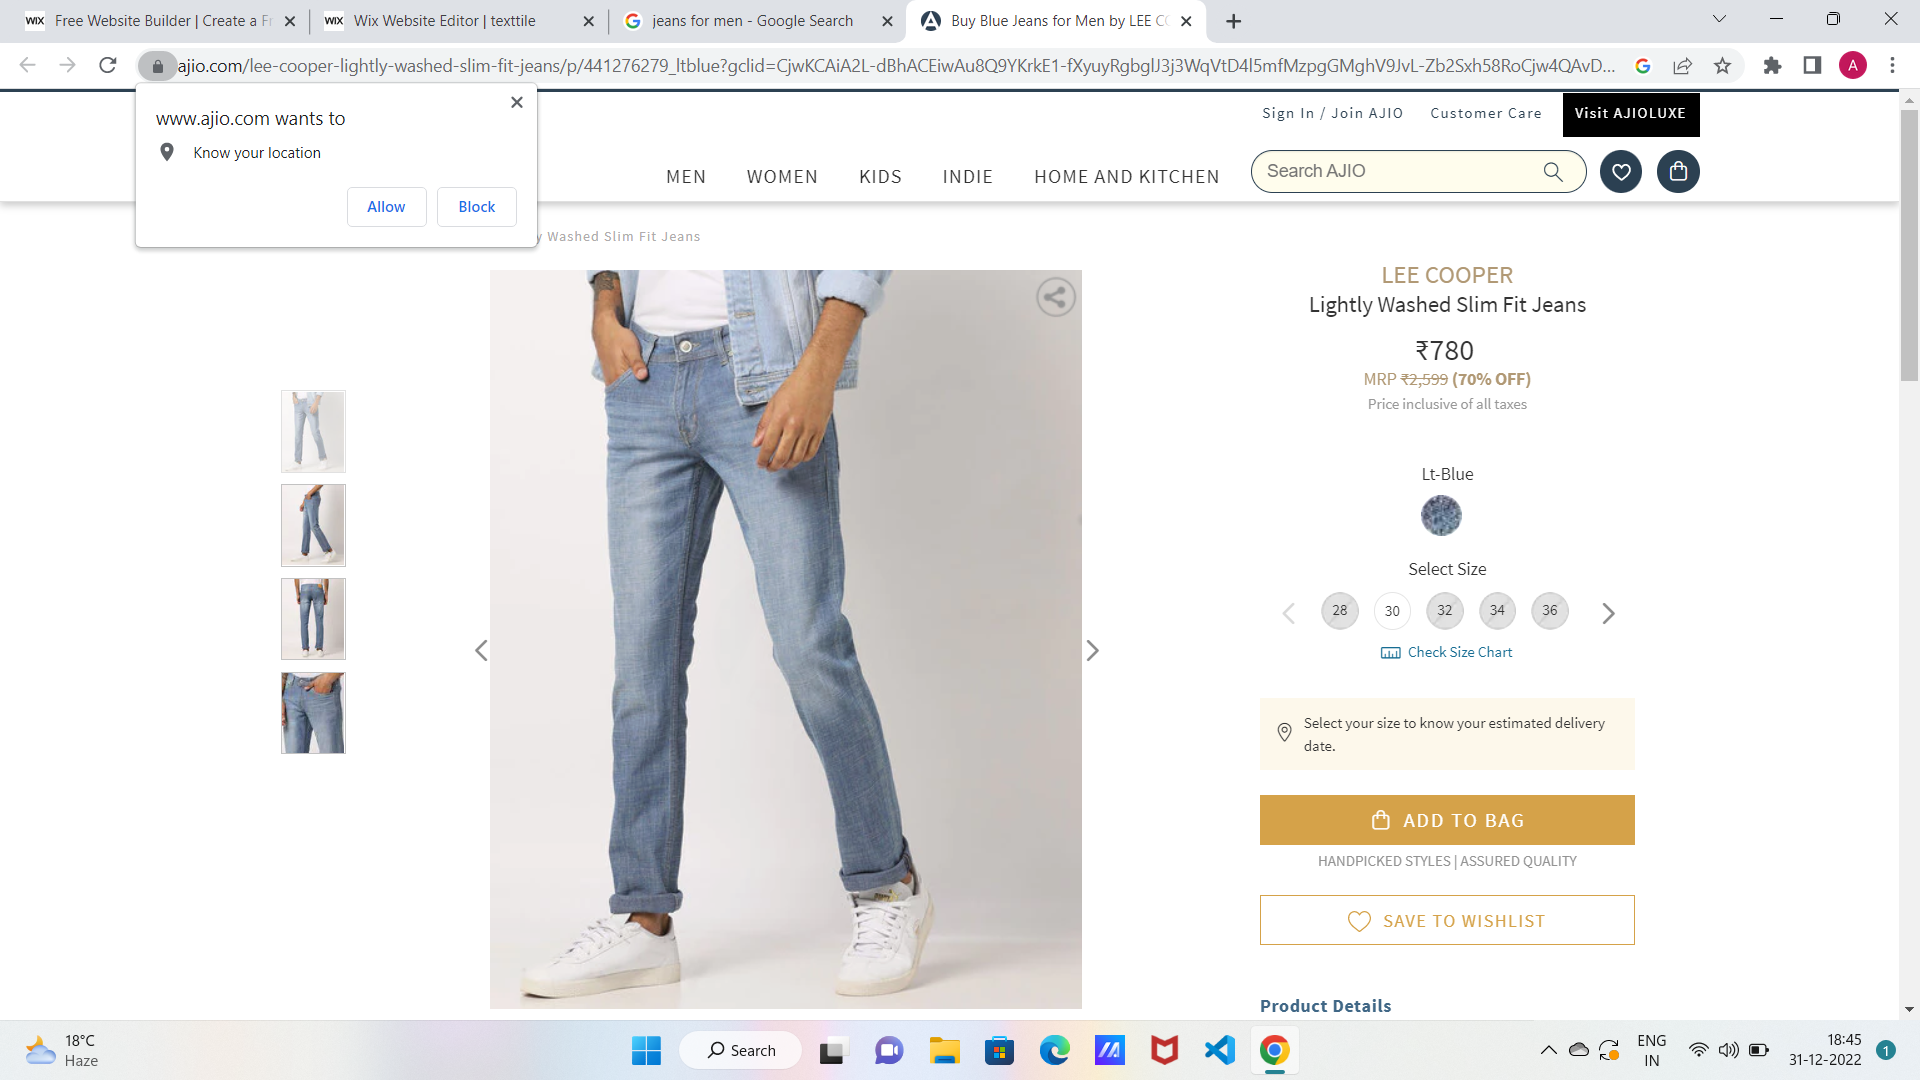 WIX Free Website Builder | Create a Fr
WIX Wix Website Editor | texttile
jeans for men - Google Search
Buy Blue Jeans for Men by LEE CO
ajio.com/lee-cooper-lightly-washed-slim-fit-jeans/p/441276279_ltblue?gclid=CjwKCAiA2L-dBhACEiwAu8Q9YKrkE1-fXyuyRgbglJ3j3WqVtD4l5mfMzpgGMghV9JvL-Zb2Sxh58RoCjw4QAvD...
A
www.ajio.com wants to
Know your location
Allow
Block
Sign In / Join AJIO
Customer Care
Visit AJIOLUXE
MEN
WOMEN
KIDS
INDIE
HOME AND KITCHEN
Search AJIO
y Washed Slim Fit Jeans
LEE COOPER
Lightly Washed Slim Fit Jeans
₹780
MRP ₹2,599 (70% OFF)
Price inclusive of all taxes
Lt-Blue
Select Size
28 30 32 34 36
Check Size Chart
Select your size to know your estimated delivery
date.
ADD TO BAG
HANDPICKED STYLES | ASSURED QUALITY
SAVE TO WISHLIST
Product Details
18°C
Haze
Search
ENG
IN
18:45
31-12-2022
1